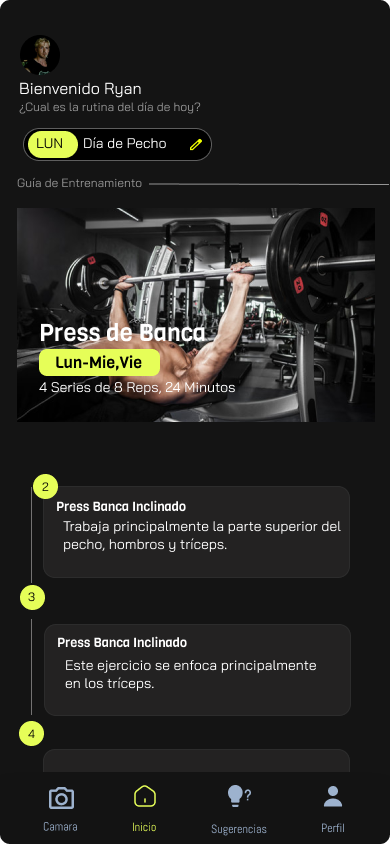 Bienvenido Ryan
¿Cual es la rutina del día de hoy?
LUN Día de Pecho
Guía de Entrenamiento
Press de Banca
Lun-Mie,Vie
4 Series de 8 Reps, 24 Minutos
2
Press Banca Inclinado
Trabaja principalmente la parte superior del
pecho, hombros y tríceps.
3
Press Banca Inclinado
Este ejercicio se enfoca principalmente
en los tríceps.
4
Camara Inicio Sugerencias Perfil